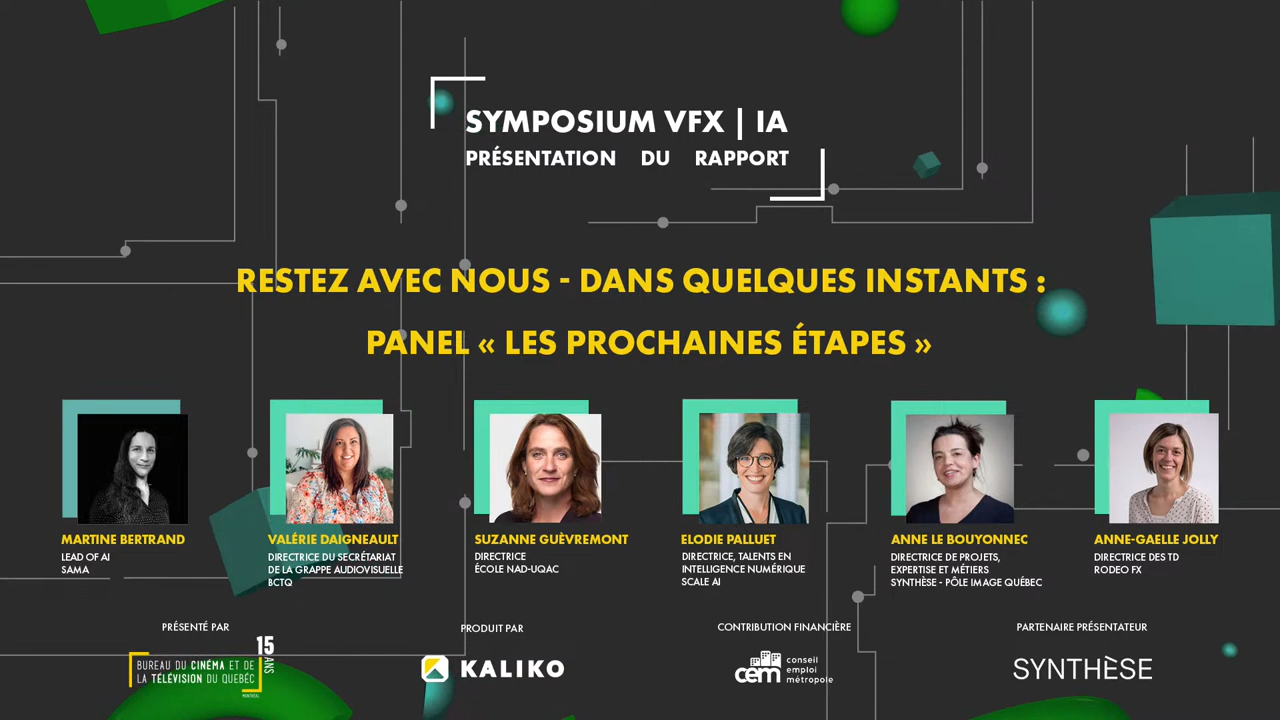 SYMPOSIUM VFX | IA
PRÉSENTATION DU RAPPORT
RESTEZ AVEC NOUS - DANS QUELQUES INSTANTS :
PANEL « LES PROCHAINES ÉTAPES »
MARTINE BERTRAND
LEAD OF AI
SAMA
VALÉRIE DAIGNEAULT
DIRECTRICE DU SECRÉTARIAT
DE LA GRAPPE AUDIOVISUELLE
BCTQ
SUZANNE GUÈVREMONT
DIRECTRICE
ÉCOLE NAD-UQAC
ELODIE PALLUET
DIRECTRICE, TALENTS EN
INTELLIGENCE NUMÉRIQUE
SCALE AI
ANNE LE BOUYONNEC
DIRECTRICE DE PROJETS,
EXPERTISE ET MÉTIERS
SYNTHÈSE - PÔLE IMAGE QUÉBEC
ANNE-GAELLE JOLLY
DIRECTRICE DES TD
RODEO FX
PRÉSENTÉ PAR
BUREAU DU CINÉMA ET DE
LA TÉLÉVISION DU QUÉBEC
15 ANS
MONTRÉAL
PRODUIT PAR
KALIKO
CONTRIBUTION FINANCIÈRE
cem
conseil
emploi
métropole
PARTENAIRE PRÉSENTATEUR
SYNTHÈSE